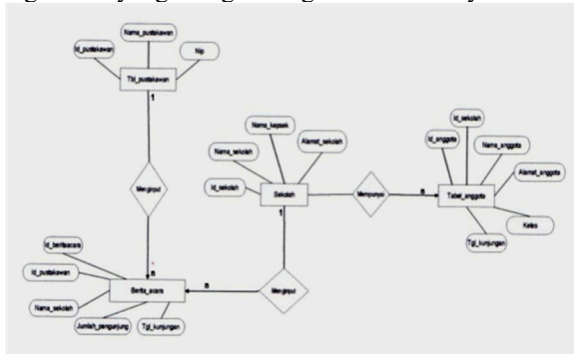 Nama_pustakawan
Id_pustakawan
Nip
Tbl_pustakawan
1
Menginput
n
Id_beritaacara
Id_pustakawan
Nama_sekolah
Jumlah_pengunjung
Tgl_kunjungan
Berita_acara
n
Menginput
1
Nama_kepsek
Nama_sekolah
Alamat_sekolah
Id_sekolah
Sekolah
Mempunyai
n
Id_sekolah
Id_anggota
Nama_anggota
Alamat_anggota
Tabel_anggota
Kelas
Tgl_kunjungan